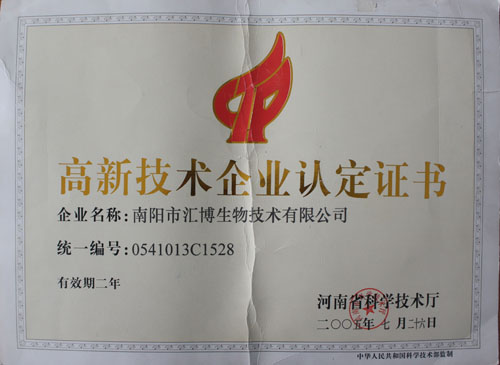 高新技术企业认定证书
企业名称：南阳市汇博生物技术有限公司
统一编号：0541013C1528
有效期二年
河南省科学技术厅
二〇〇五年 七月二十六日
中华人民共和国科学技术部监制